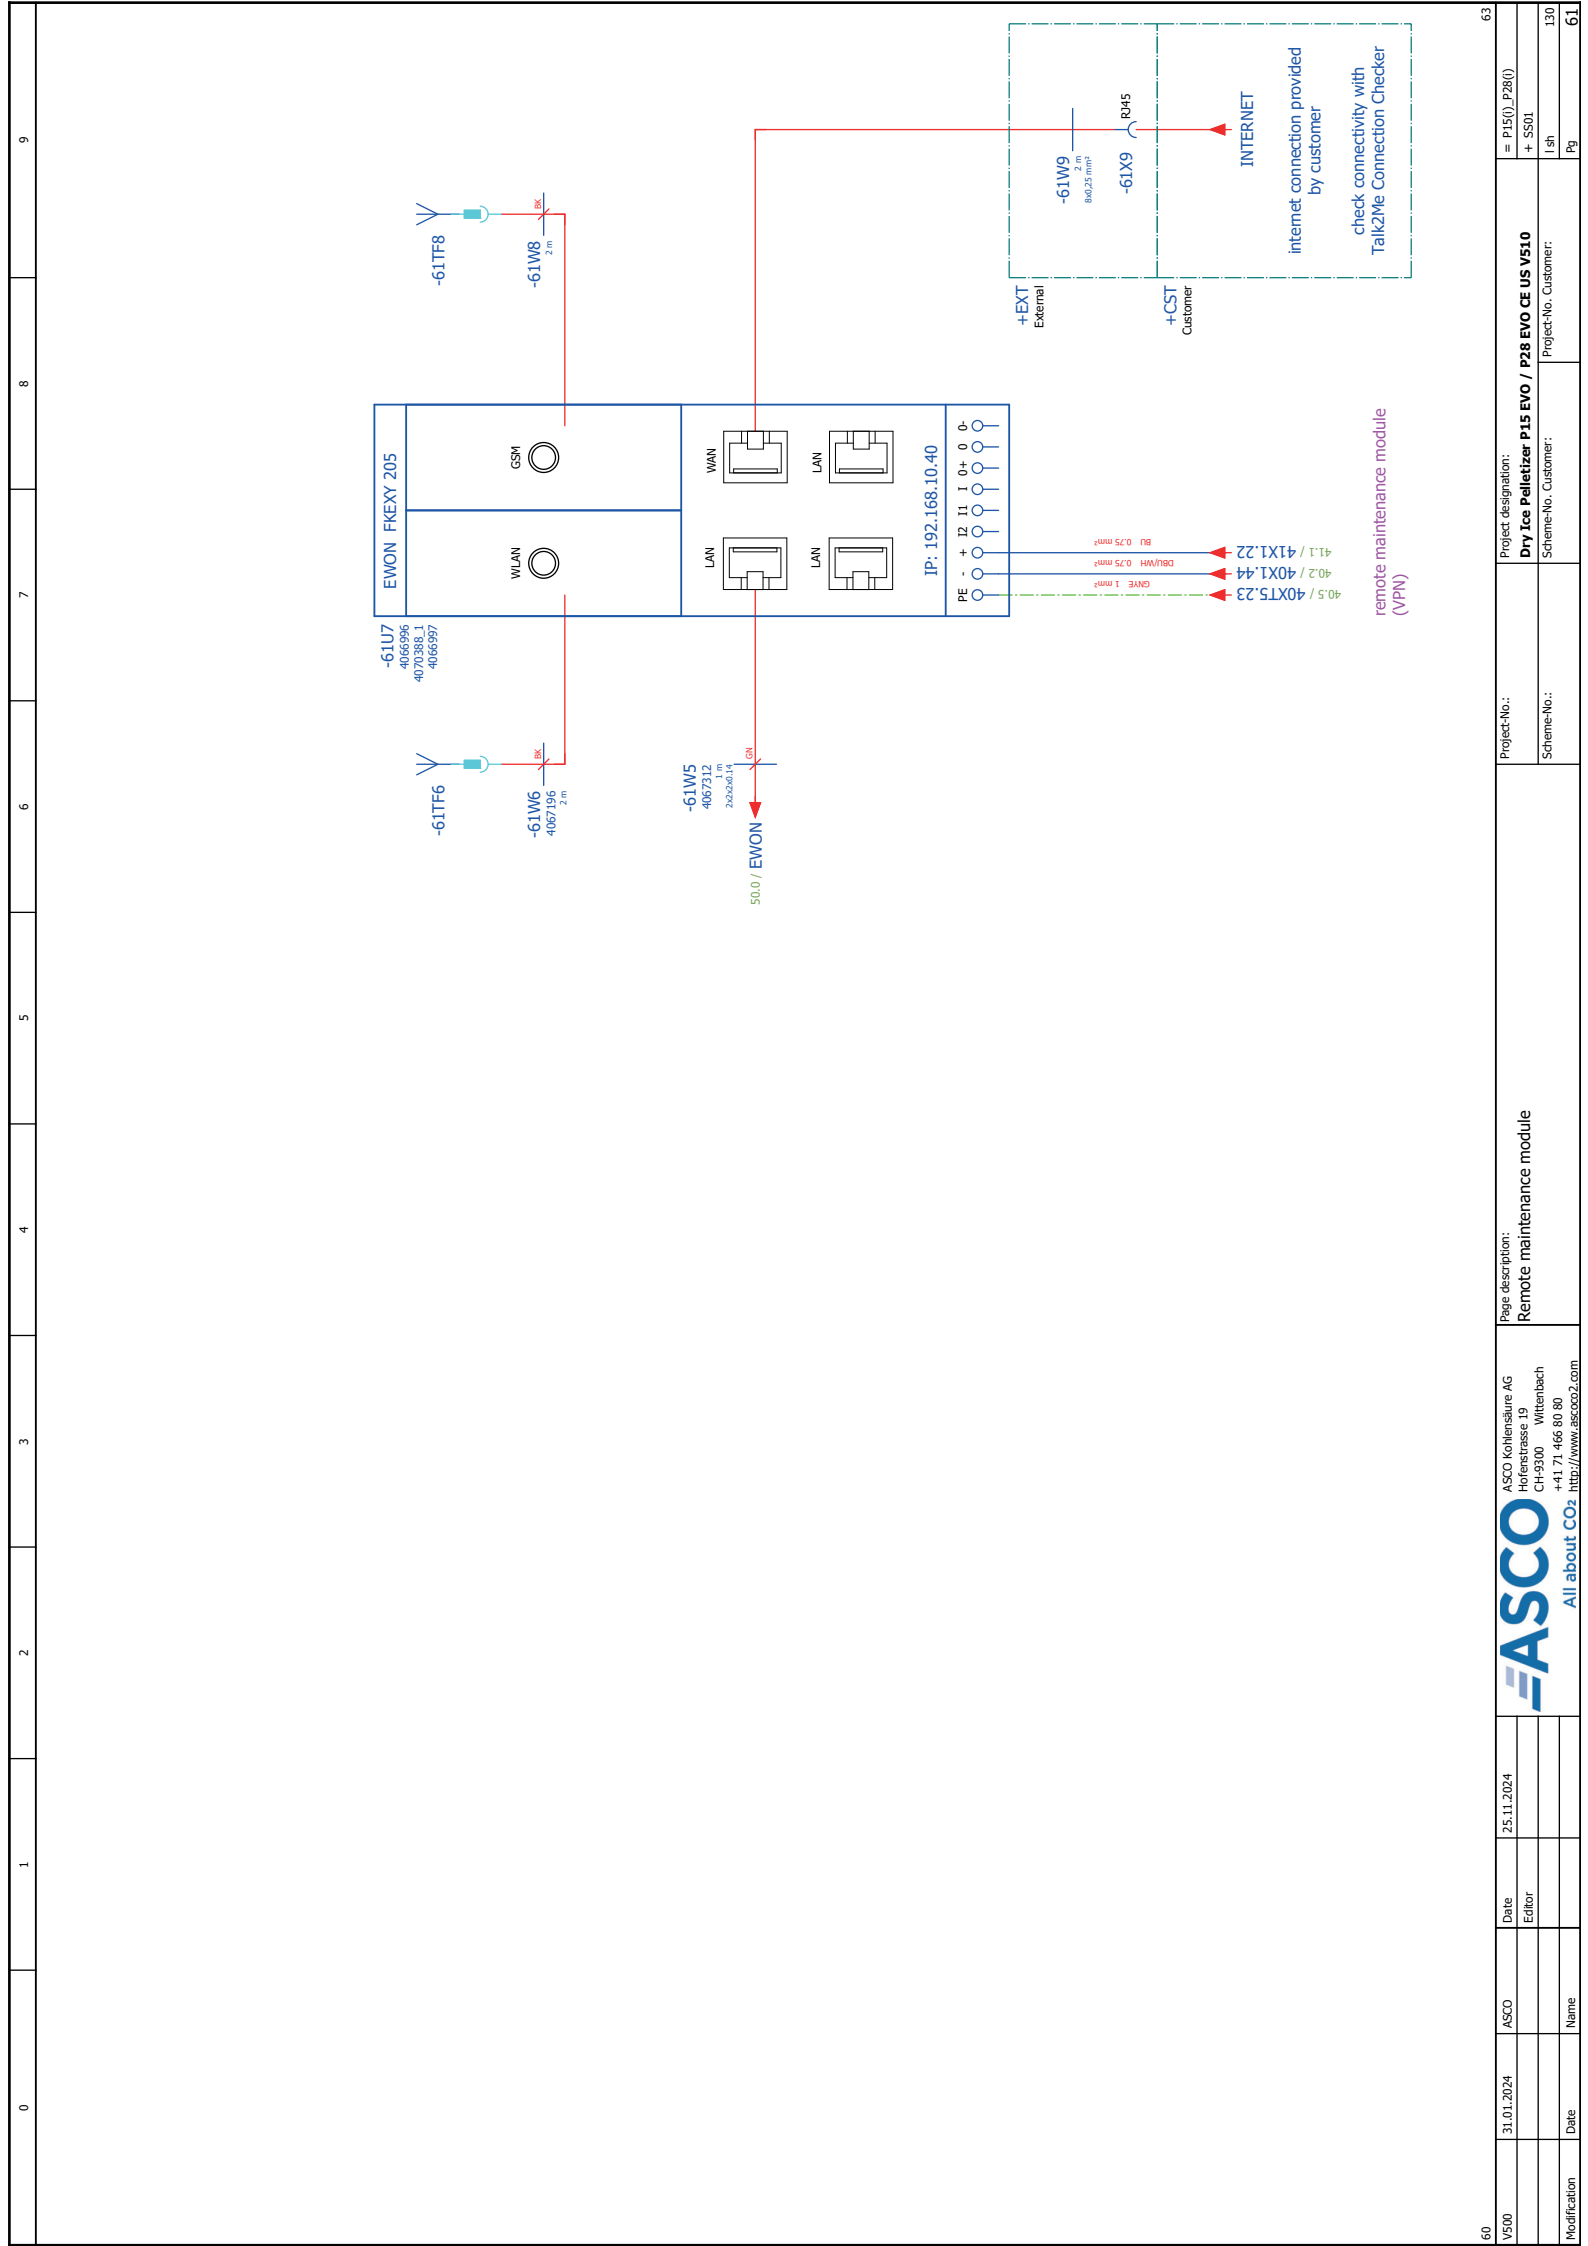 0 1 2 3 4 5 6 7 8 9
-61TF6
-61W6
4067196
2 m
BK
-61U7
4066996
4070388_1
4066997
EWON FKEXY 205
WLAN
GSM
-61TF8
-61W8
2 m
BK
50.0 / EWON
-61W5
4067312
1 m
2x2x2x0.14
GN
LAN
WAN
LAN
LAN
IP: 192.168.10.40
PE - + I2 I1 I 0+ 0 0-
GNYE 1 mm²
DBU/WH 0.75 mm²
BU 0.75 mm²
40XT5.23 / 40.5
40X1.44 / 40.2
41X1.22 / 41.1
remote maintenance module
(VPN)
+EXT
External
-61W9
2 m
8x0,25 mm²
-61X9
RJ45
+CST
Customer
INTERNET
internet connection provided
by customer
check connectivity with
Talk2Me Connection Checker
60
63
V500
31.01.2024
ASCO
Date
25.11.2024
Editor
Modification
Date
Name
ASCO
All about CO₂
ASCO Kohlensäure AG
Hofenstrasse 19
CH-9300 Wittenbach
+41 71 466 80 80
http://www.ascoco2.com
Page description:
Remote maintenance module
Project-No.:
Scheme-No.:
Project designation:
Dry Ice Pelletizer P15 EVO / P28 EVO CE US V510
Scheme-No. Customer:
Project-No. Customer:
= P15(i)_P28(i)
+ SS01
I sh 130
Pg 61